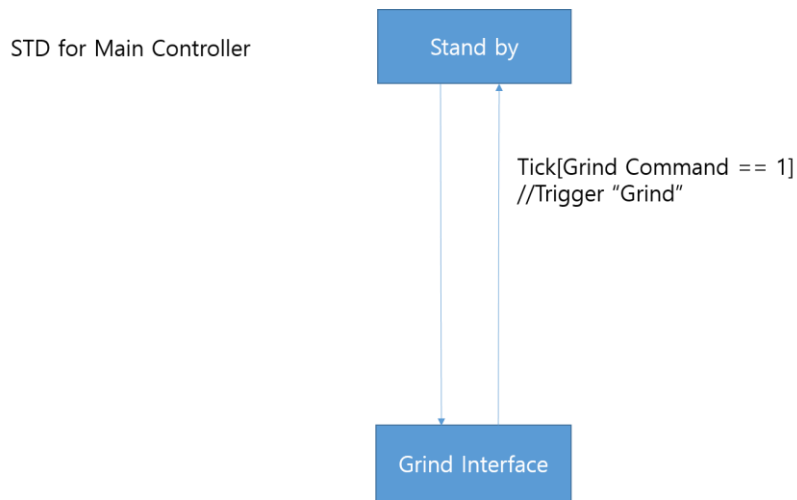 STD for Main Controller
Stand by
Tick[Grind Command == 1]
//Trigger “Grind”
Grind Interface